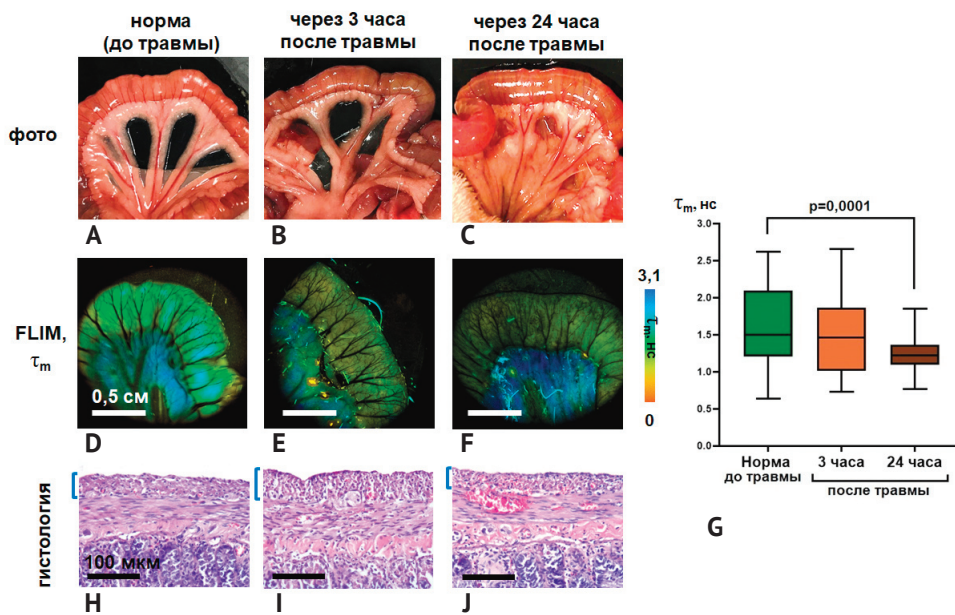 норма
(до травмы)
через 3 часа
после травмы
через 24 часа
после травмы
фото
A
B
C
FLIM,
τm
0,5 см
D
E
F
3,1
τm, нс
0
гистология
100 мкм
H
I
J
τm, нс
p=0,0001
3.0
2.5
2.0
1.5
1.0
0.5
0.0
Норма
до травмы
3 часа
24 часа
после травмы
G